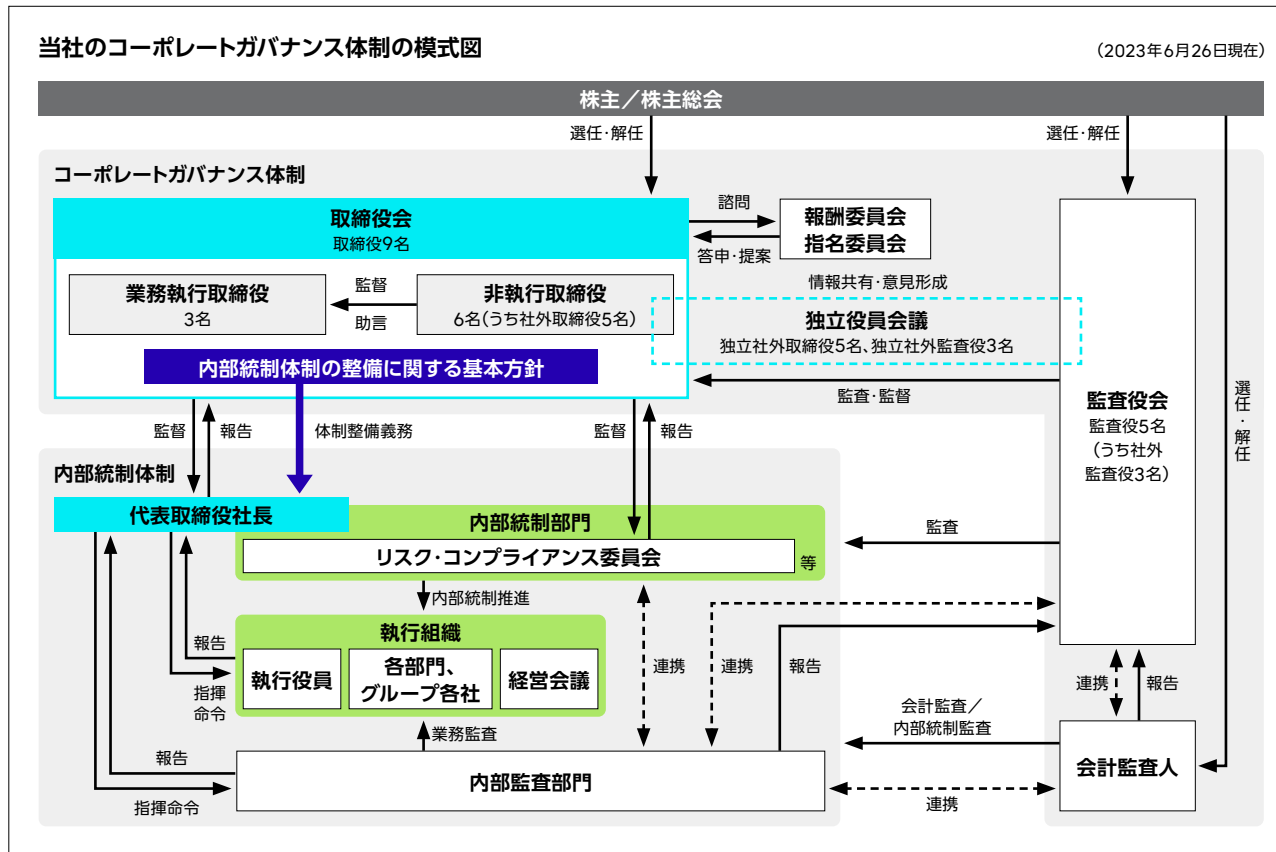 当社のコーポレートガバナンス体制の模式図
（2023年6月26日現在）
株主／株主総会
選任・解任
選任・解任
コーポレートガバナンス体制
取締役会
取締役9名
諮問
答申・提案
報酬委員会
指名委員会
業務執行取締役
3名
監督
助言
非執行取締役
6名（うち社外取締役5名）
情報共有・意見形成
独立役員会議
独立社外取締役5名、独立社外監査役3名
内部統制体制の整備に関する基本方針
監査・監督
監査役会
監査役5名
（うち社外
監査役3名）
選任・解任
監督
報告
体制整備義務
監督
報告
内部統制体制
代表取締役社長
内部統制部門
リスク・コンプライアンス委員会
等
監査
内部統制推進
執行組織
執行役員
各部門、
グループ各社
経営会議
報告
指揮
命令
連携
連携
報告
連携
報告
業務監査
会計監査／
内部統制監査
報告
指揮命令
内部監査部門
連携
会計監査人